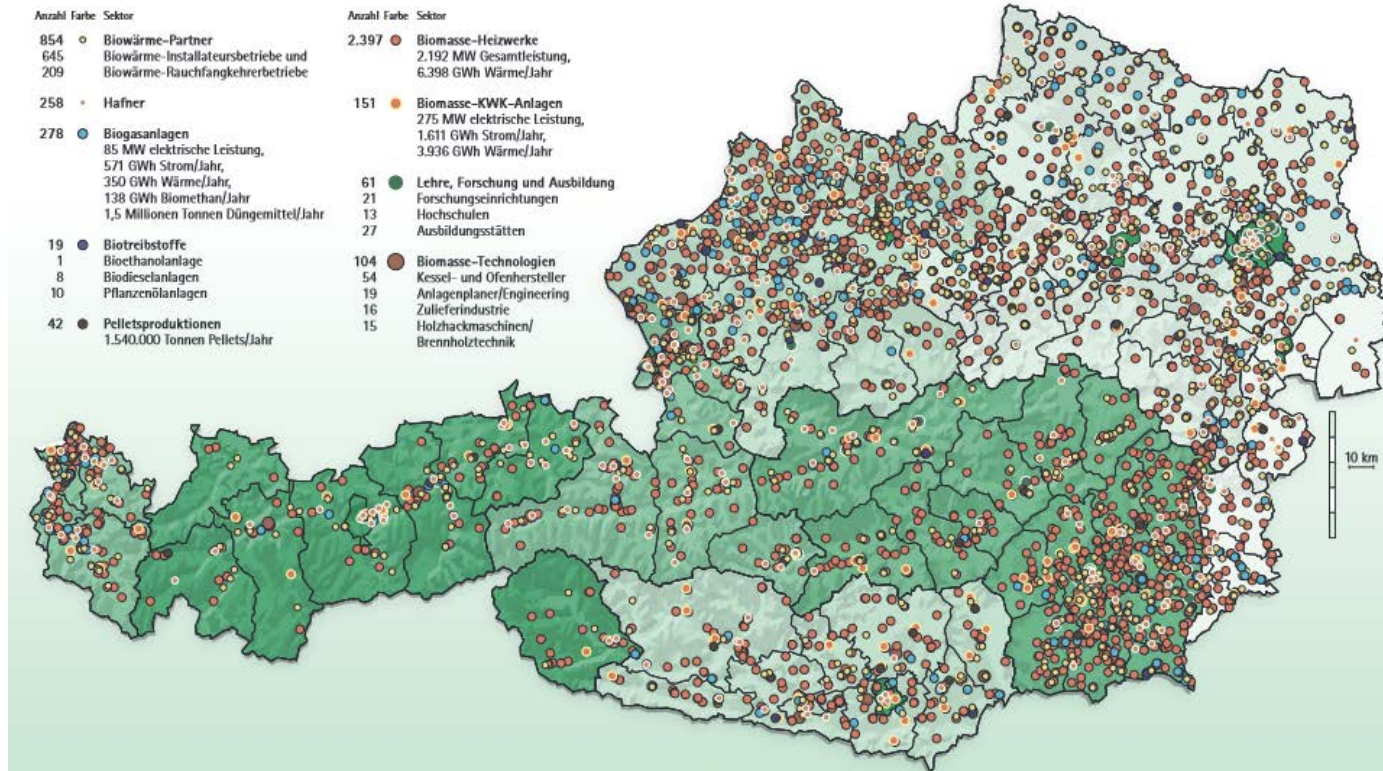 Anzahl Farbe Sektor
854 Biowärme-Partner
645 Biowärme-Installateursbetriebe und
209 Biowärme-Rauchfangkehrerbetriebe
258 Hafner
278 Biogasanlagen
85 MW elektrische Leistung,
571 GWh Strom/Jahr,
350 GWh Wärme/Jahr,
138 GWh Biomethan/Jahr
1,5 Millionen Tonnen Düngemittel/Jahr
19 Biotreibstoffe
1 Bioethanolanlage
8 Biodieselanlagen
10 Pflanzenölanlagen
42 Pelletsproduktionen
1.540.000 Tonnen Pellets/Jahr
Anzahl Farbe Sektor
2.397 Biomasse-Heizwerke
2.192 MW Gesamtleistung,
6.398 GWh Wärme/Jahr
151 Biomasse-KWK-Anlagen
275 MW elektrische Leistung,
1.611 GWh Strom/Jahr,
3.936 GWh Wärme/Jahr
61 Lehre, Forschung und Ausbildung
21 Forschungseinrichtungen
13 Hochschulen
27 Ausbildungsstätten
104 Biomasse-Technologien
54 Kessel- und Ofenhersteller
19 Anlagenplaner/Engineering
16 Zulieferindustrie
15 Holzhackmaschinen/
Brennholztechnik
10 km